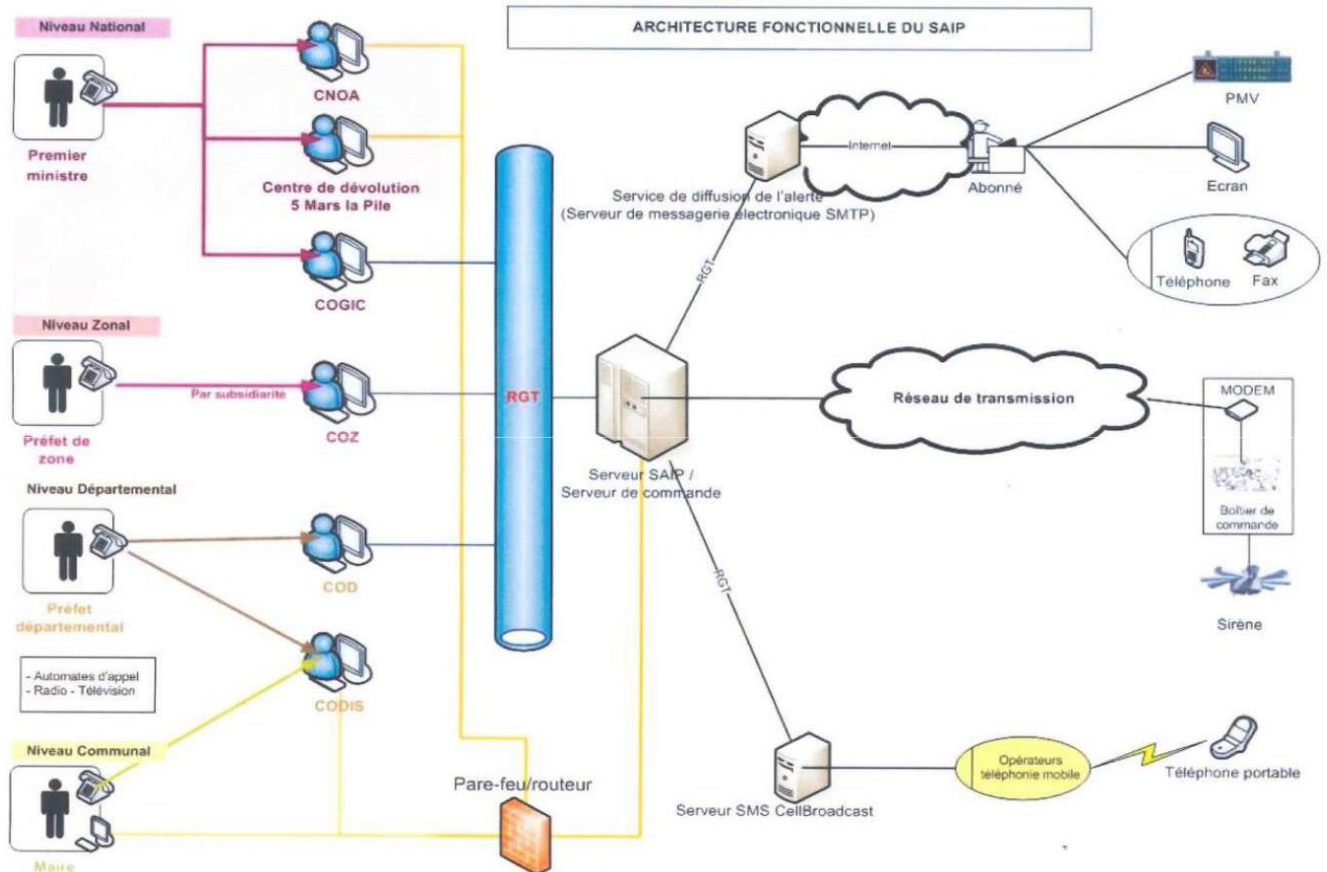 ARCHITECTURE FONCTIONNELLE DU SAIP
Niveau National
Premier
ministre
CNOA
Centre de dévolution
5 Mars la Pile
COGIC
Niveau Zonal
Préfet de
zone
Par subsidiarité
COZ
Niveau Départemental
Préfet
départemental
COD
CODIS
- Automates d'appel
- Radio - Télévision
Niveau Communal
Maire
Pare-feu/routeur
RGT
Serveur SAIP /
Serveur de commande
RGT
Service de diffusion de l'alerte
(Serveur de messagerie électronique SMTP)
Internet
Abonné
PMV
Ecran
Téléphone
Fax
Réseau de transmission
MODEM
Boîtier de
commande
Sirène
RGT
Serveur SMS CellBroadcast
Opérateurs
téléphonie mobile
Téléphone portable